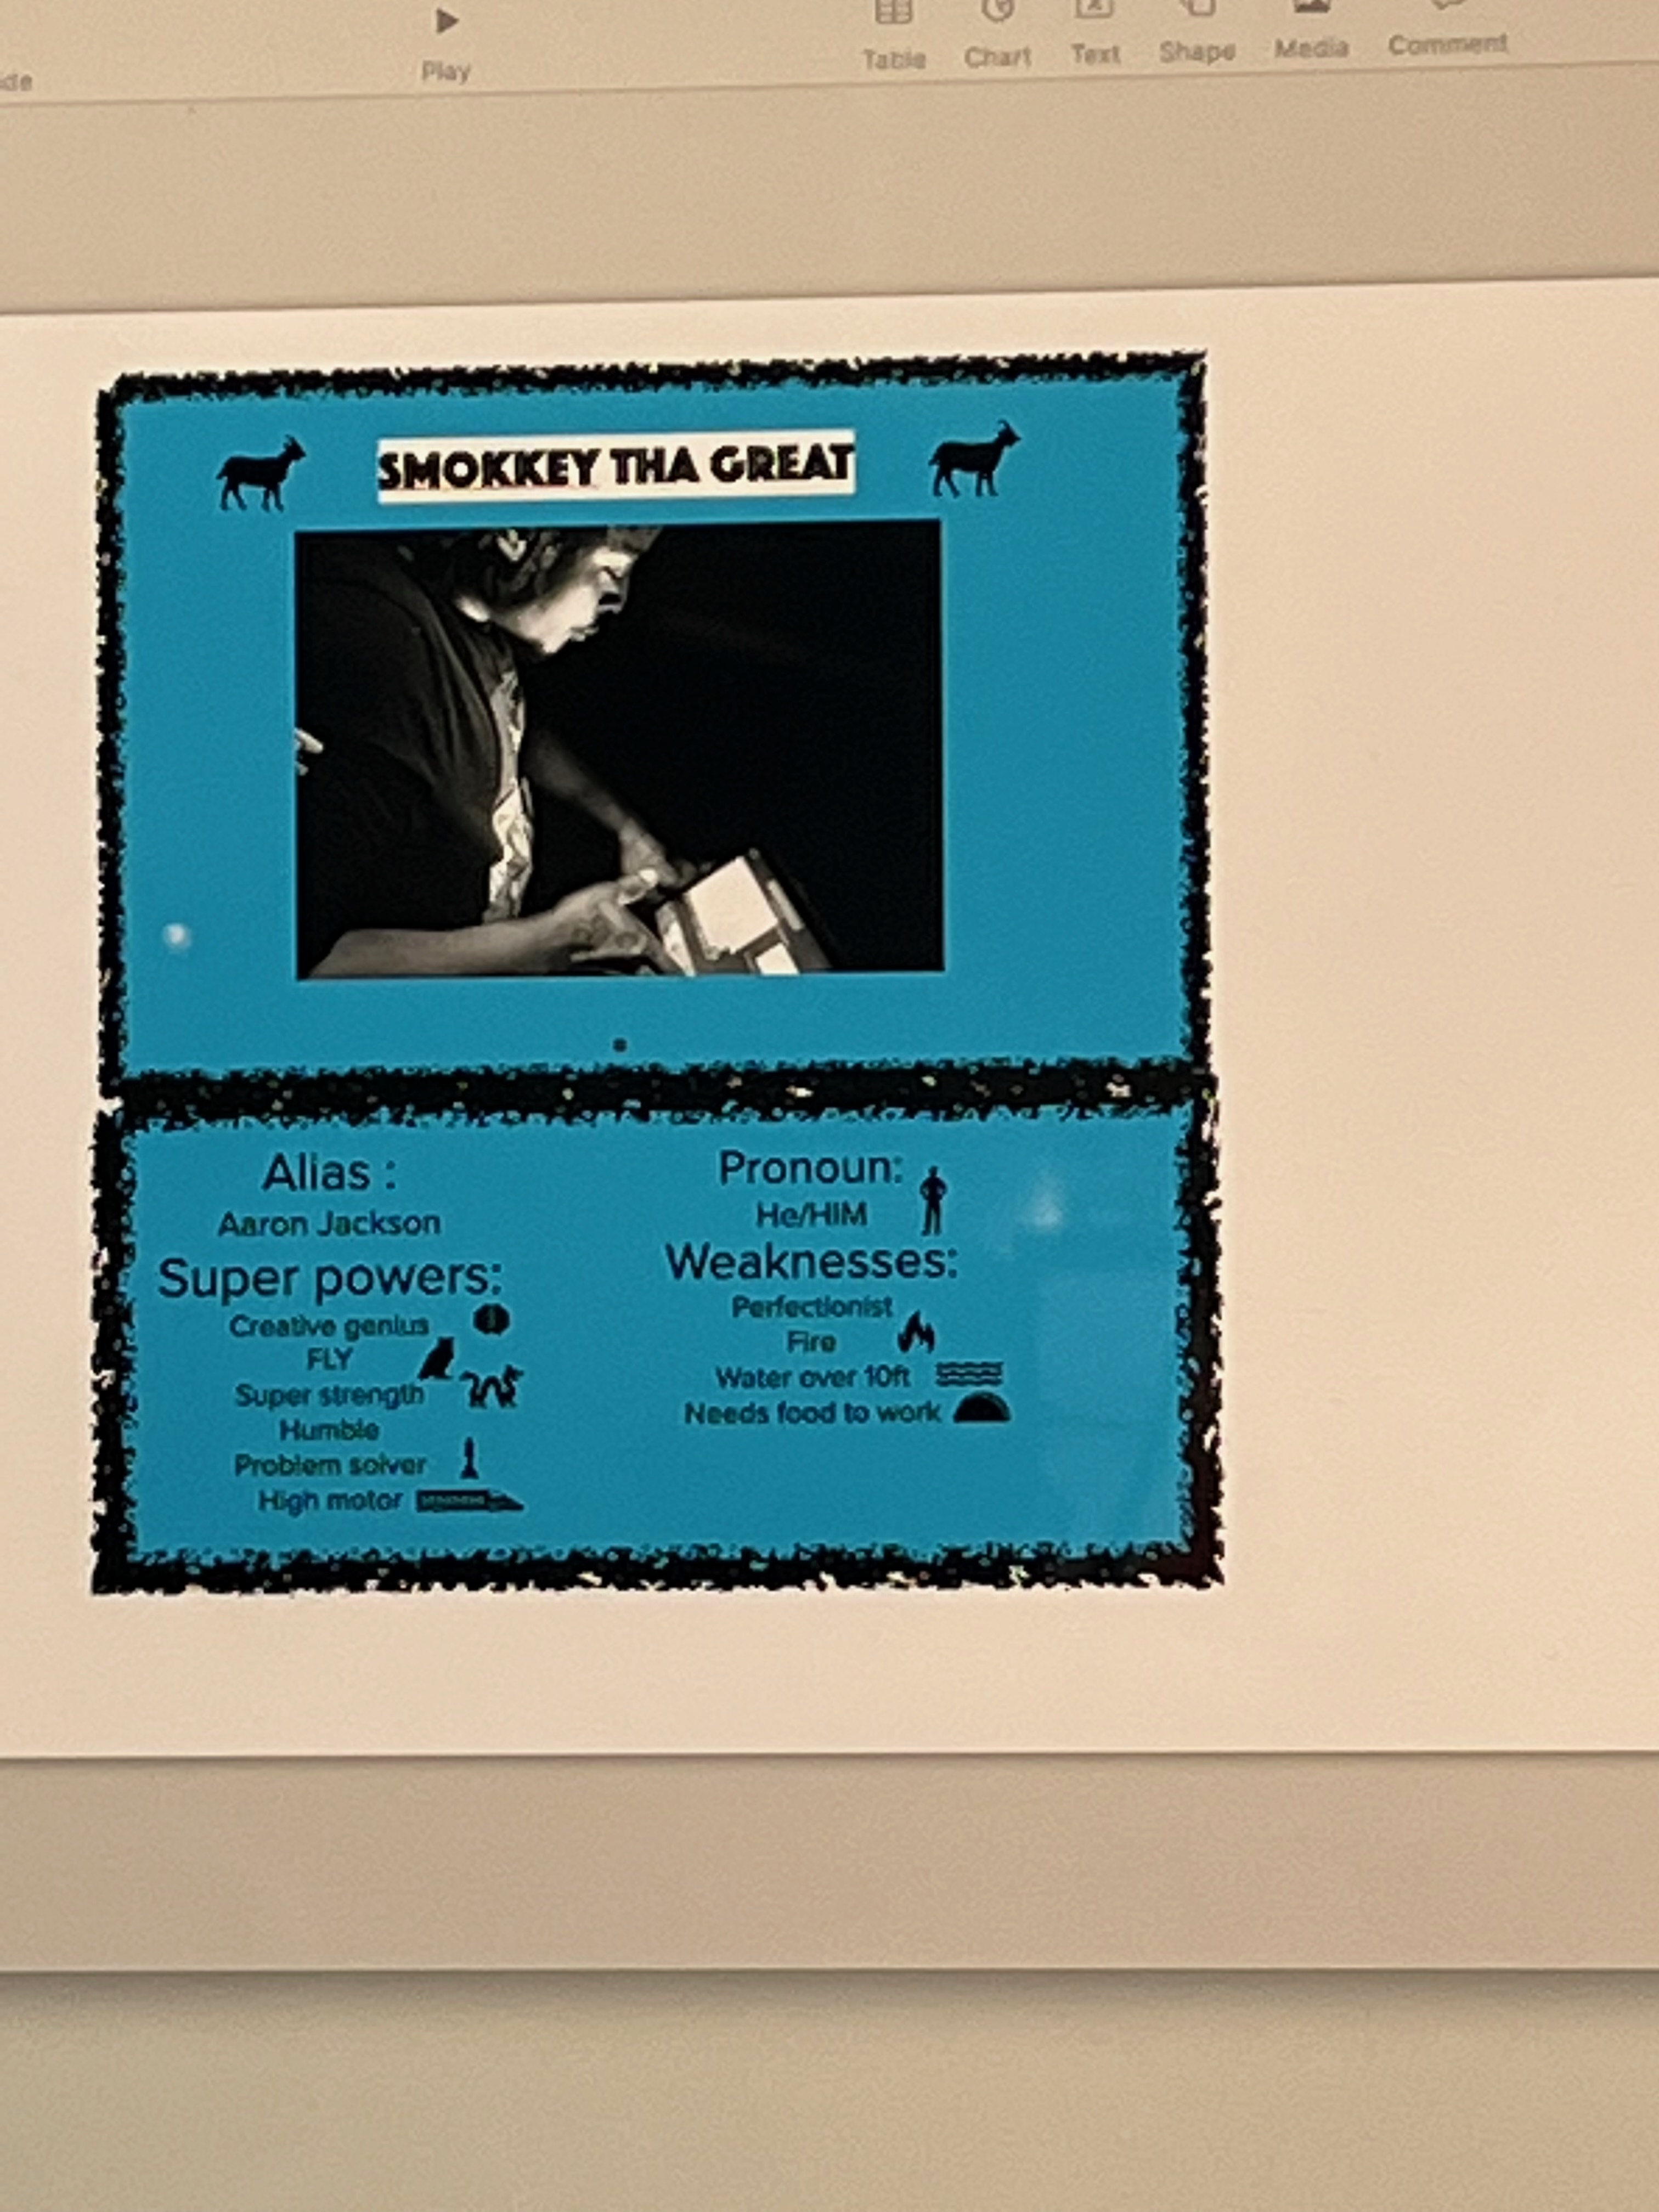 Play
Table Chart Text Shape Media Comment
SMOKKEY THA GREAT
Alias :
Aaron Jackson
Super powers:
Creative genius
FLY
Super strength
Humble
Problem solver
High motor
Pronoun:
He/HIM
Weaknesses:
Perfectionist
Fire
Water over 10ft
Needs food to work